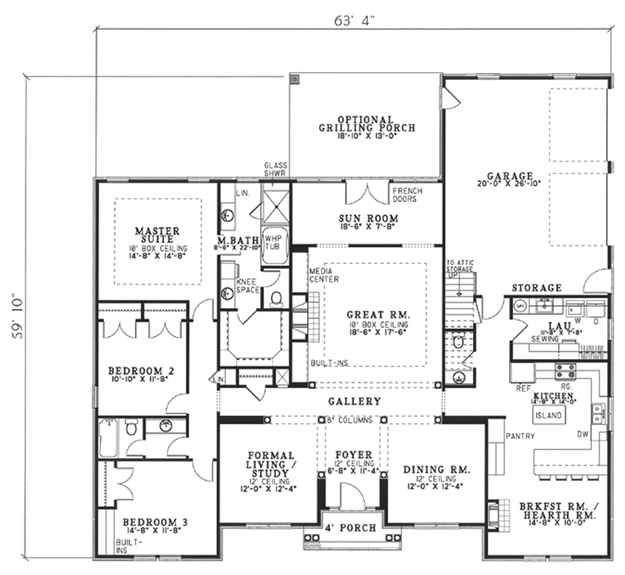 63' 4"
59' 10"
OPTIONAL
GRILLING PORCH
18'-10" X 13'-0"
GARAGE
20'-0" X 26'-10"
GLASS
SHWR
LIN.
FRENCH
DOORS
MASTER
SUITE
10' BOX CEILING
14'-8" X 14'-8"
M.BATH
8'-6" X 22'-10"
WHP
TUB
SUN ROOM
18'-6" X 7'-8"
KNEE
SPACE
MEDIA
CENTER
TO ATTIC
STORAGE
UP
STORAGE
GREAT RM.
10' BOX CEILING
18'-6" X 17'-6"
W.
D.
LAU.
11'-8" X 7'-8"
SEWING
BUILT-INS
BEDROOM 2
10'-10" X 11'-8"
LIN.
REF.
RG.
KITCHEN
14'-8" X 14'-0"
ISLAND
GALLERY
8" COLUMNS
PANTRY
DW
FORMAL
LIVING /
STUDY
12' CEILING
12'-0" X 12'-4"
FOYER
12' CEILING
6'-8" X 11'-4"
DINING RM.
12' CEILING
12'-0" X 12'-4"
BRKFST RM. /
HEARTH RM.
14'-8" X 10'-0"
BEDROOM 3
14'-8" X 11'-8"
BUILT-
INS
4' PORCH